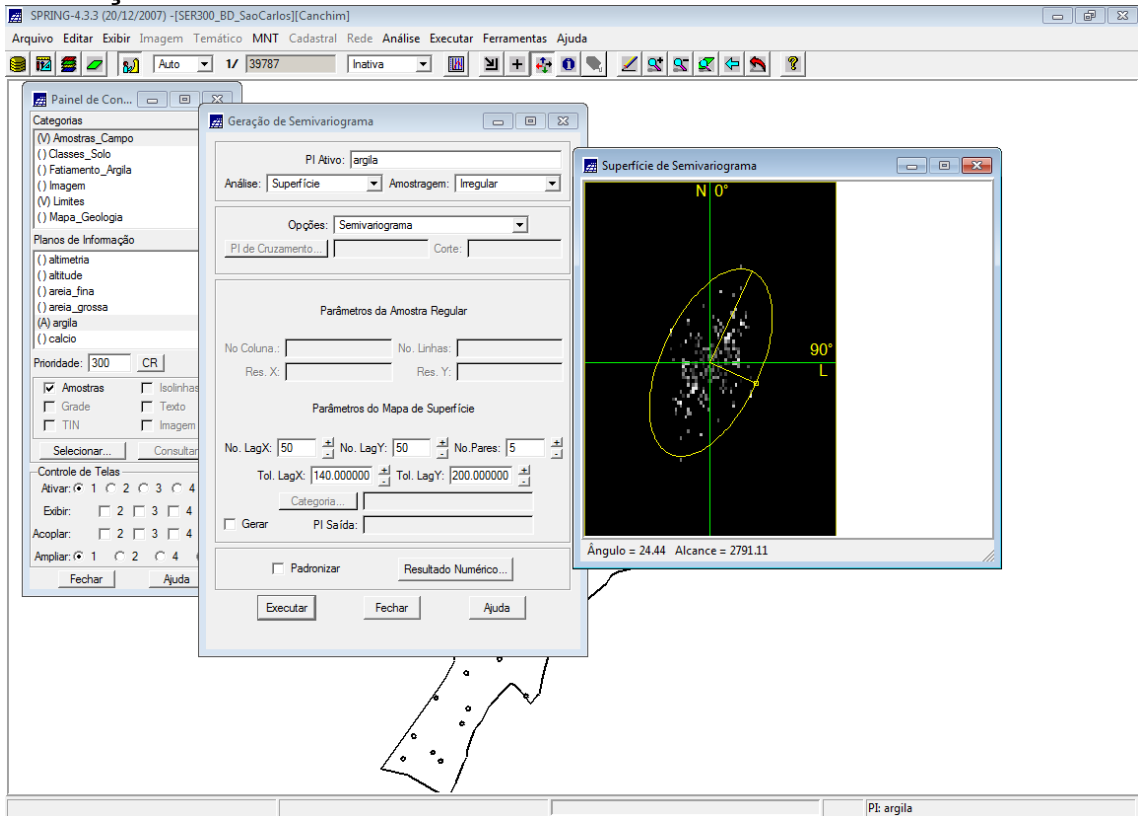 SPRING-4.3.3 (20/12/2007) -[SER300_BD_SaoCarlos][Canchim]
Arquivo Editar Exibir Imagem Temático MNT Cadastral Rede Análise Executar Ferramentas Ajuda
Auto 1/ 39787 Inativa
Painel de Con...
Categorias
(V) Amostras_Campo
( ) Classes_Solo
( ) Fatiamento_Argila
( ) Imagem
(V) Limites
( ) Mapa_Geologia
Planos de Informação
( ) altimetria
( ) altitude
( ) areia_fina
( ) areia_grossa
(A) argila
( ) calcio
Prioridade: 300 CR
Amostras Isolinhas
Grade Texto
TIN Imagem
Selecionar... Consultar
Controle de Telas
Ativar: 1 2 3 4
Exibir: 2 3 4
Acoplar: 2 3 4
Ampliar: 1 2 4
Fechar Ajuda
Geração de Semivariograma
PI Ativo: argila
Análise: Superfície Amostragem: Irregular
Opções: Semivariograma
PI de Cruzamento... Corte:
Parâmetros da Amostra Regular
No Coluna.: No. Linhas:
Res. X: Res. Y:
Parâmetros do Mapa de Superfície
No. LagX: 50 No. LagY: 50 No.Pares: 5
Tol. LagX: 140.000000 Tol. LagY: 200.000000
Categoria...
Gerar PI Saída:
Padronizar Resultado Numérico...
Executar Fechar Ajuda
Superfície de Semivariograma
N 0°
90°
L
Ângulo = 24.44 Alcance = 2791.11
PI: argila